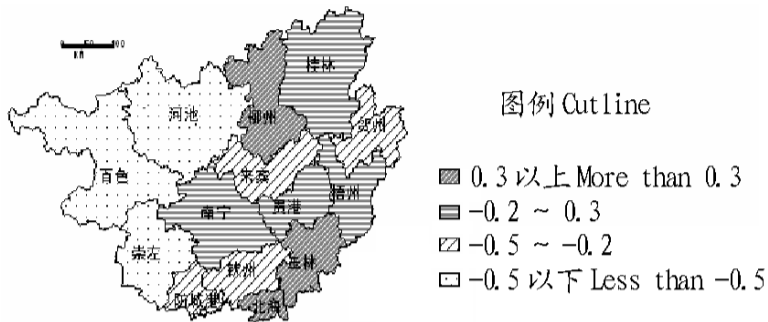 KM
桂林
河池
柳州
贺州
来宾
百色
梧州
贵港
南宁
崇左
钦州
玉林
防城港
北海
图例 Cutline
0.3以上 More than 0.3
-0.2 ~ 0.3
-0.5 ~ -0.2
-0.5以下 Less than -0.5